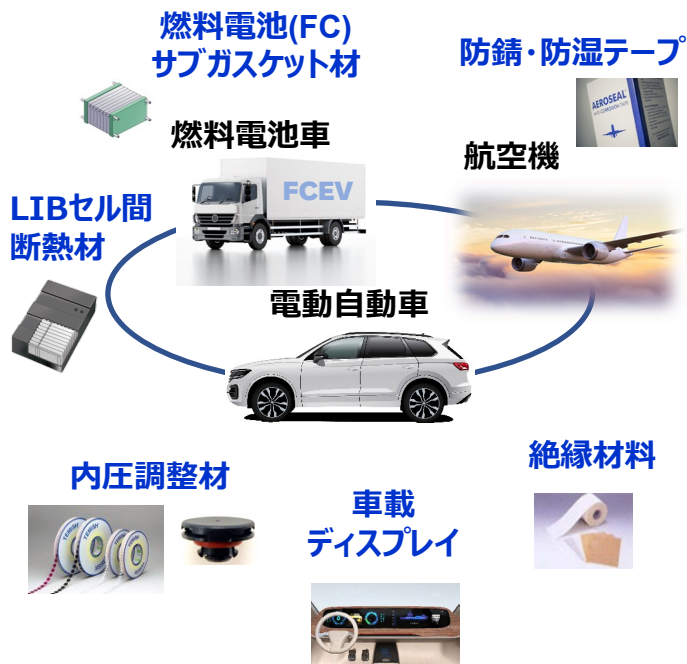 燃料電池(FC)
サブガスケット材
防錆・防湿テープ
AEROSEAL
燃料電池車
航空機
FCEV
LIBセル間
断熱材
電動自動車
絶縁材料
内圧調整材
車載
ディスプレイ
TEMISH
TEMISH